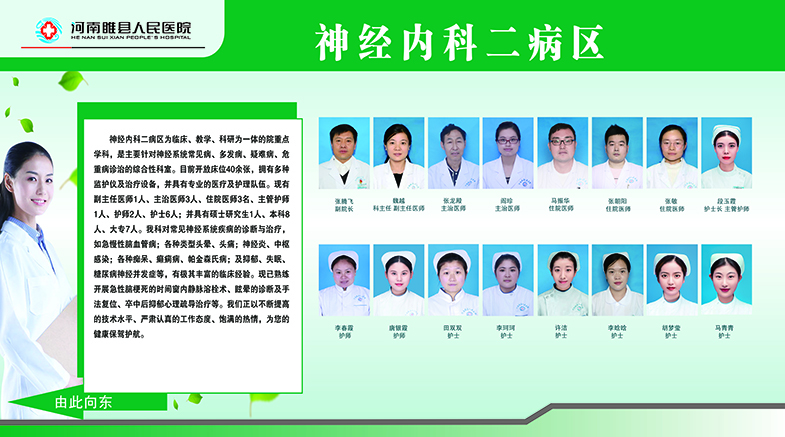 河南睢县人民医院
HE NAN SUI XIAN PEOPLE'S HOSPITAL
神经内科二病区
神经内科二病区为临床、教学、科研为一体的院重点
学科，是主要针对神经系统常见病、多发病、疑难病、危
重病诊治的综合性科室。目前开放床位40余张，拥有多种
监护仪及治疗设备，并具有专业的医疗及护理队伍。现有
副主任医师1人、主治医师3人、住院医师3名、主管护师
1人、护师2人、护士6人；并具有硕士研究生1人、本科8
人、大专7人。我科对常见神经系统疾病的诊断与治疗，
如急慢性脑血管病；各种类型头晕、头痛；神经炎、中枢
感染；各种痴呆、癫痫病、帕金森氏病；及抑郁、失眠、
糖尿病神经并发症等，有极其丰富的临床经验。现已熟练
开展急性脑梗死的时间窗内静脉溶栓术、眩晕的诊断及手
法复位、卒中后抑郁心理疏导治疗等。我们正以不断提高
的技术水平、严肃认真的工作态度、饱满的热情，为您的
健康保驾护航。
张腾飞 魏越 张龙殿 阎珍 马振华 张朝阳 张敏 段玉霞
副院长 科主任 副主任医师 主治医师 主治医师 住院医师 住院医师 住院医师 护士长 主管护师
李春霞 唐银霞 田双双 李珂珂 许洁 李晗晗 胡梦莹 马青青
护师 护师 护士 护士 护士 护士 护士 护士
由此向东